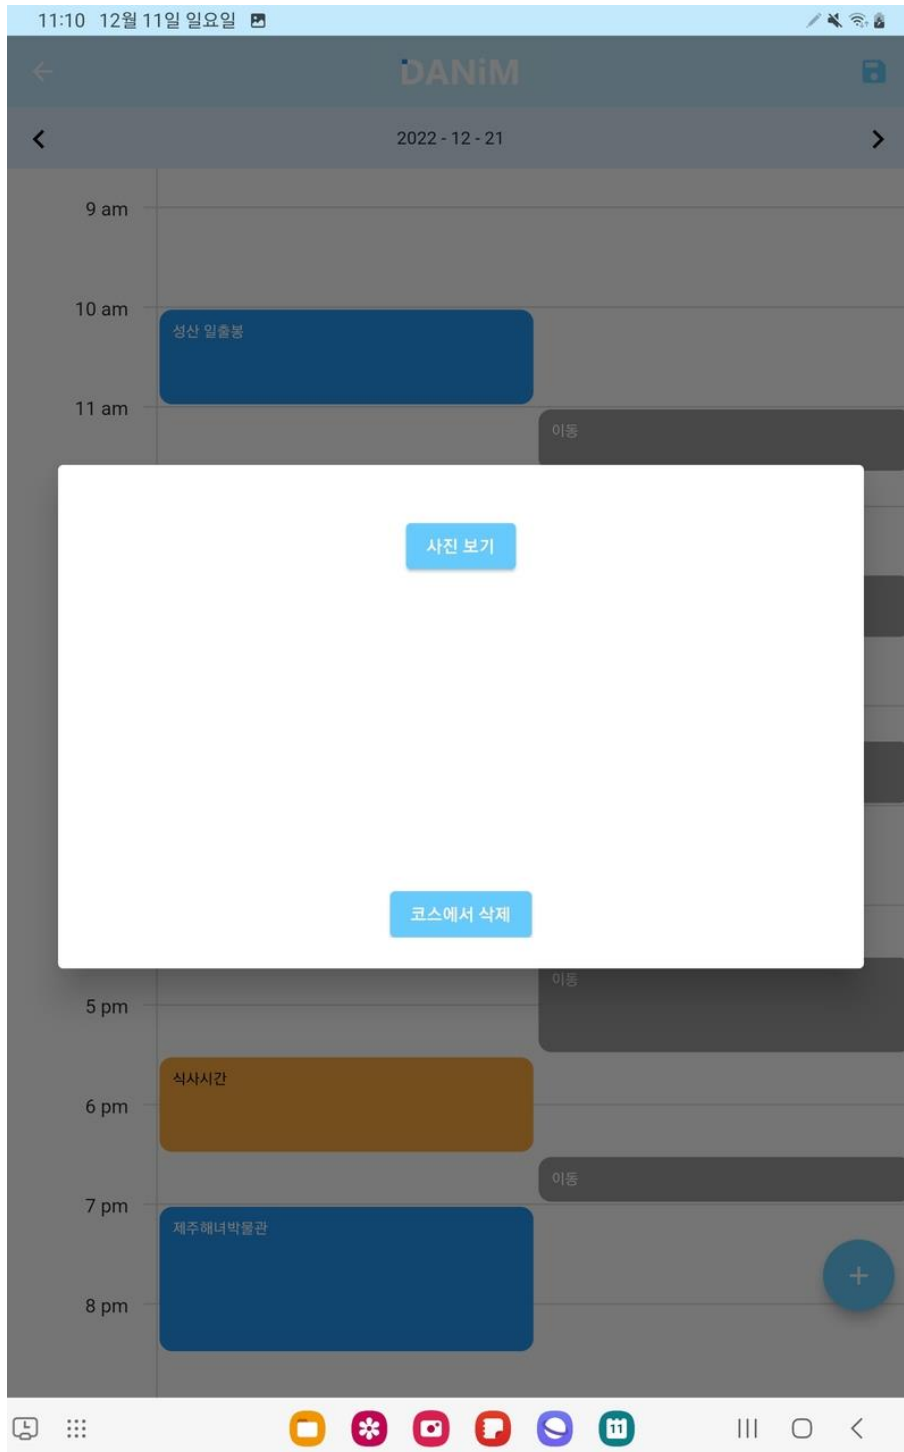 11:10 12월 11일 일요일
DANiM
2022 - 12 - 21
9 am
10 am
성산 일출봉
11 am
이동
사진 보기
코스에서 삭제
이동
5 pm
식사시간
6 pm
이동
7 pm
제주해녀박물관
8 pm
11